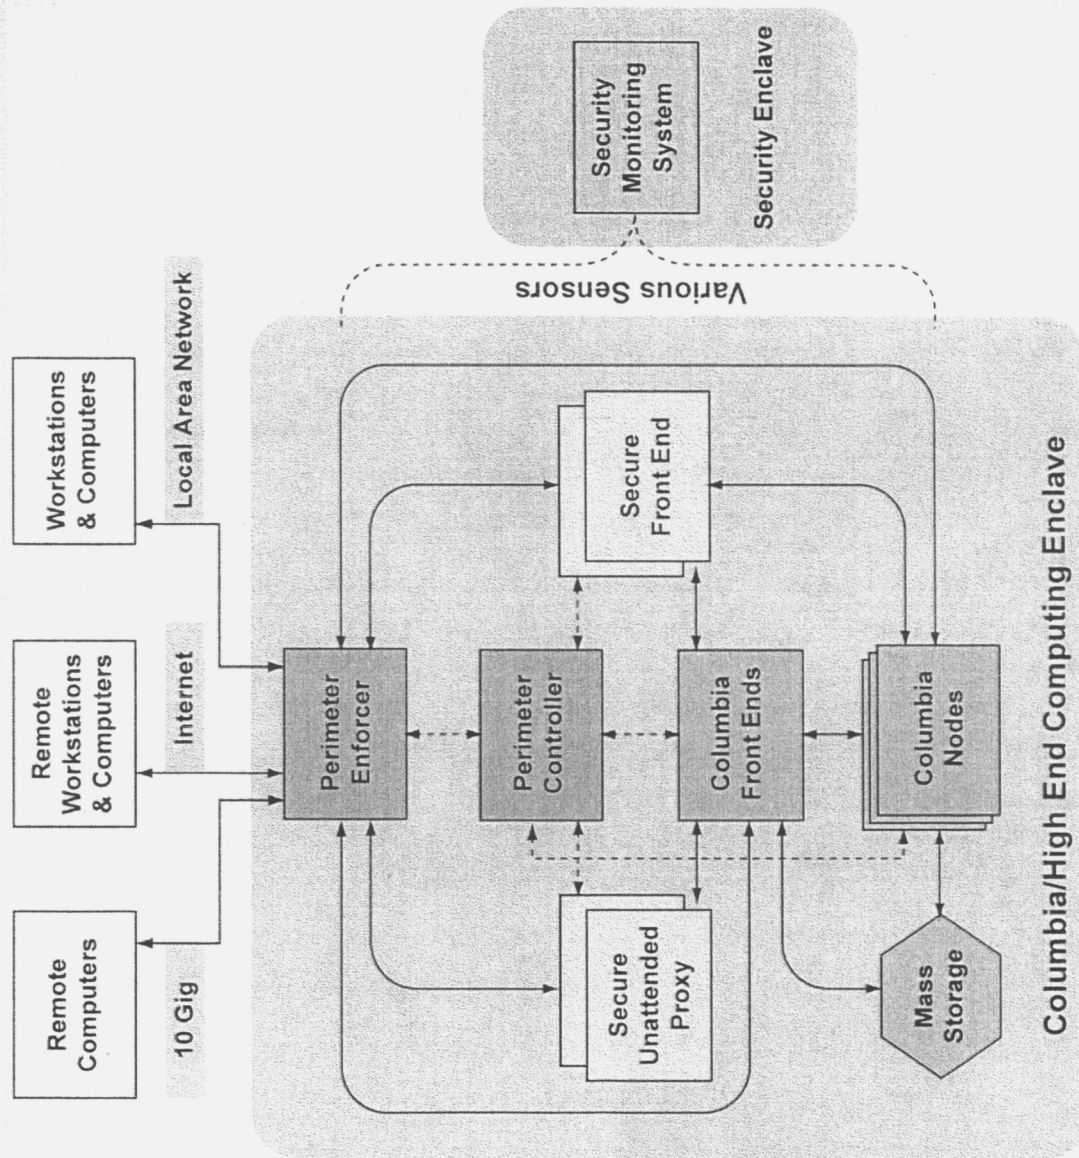 Remote
Computers
Remote
Workstations
& Computers
Workstations
& Computers
10 Gig
Internet
Local Area Network
Perimeter
Enforcer
Perimeter
Controller
Secure
Unattended
Proxy
Secure
Front End
Columbia
Front Ends
Mass
Storage
Columbia
Nodes
Columbia/High End Computing Enclave
Various Sensors
Security
Monitoring
System
Security Enclave